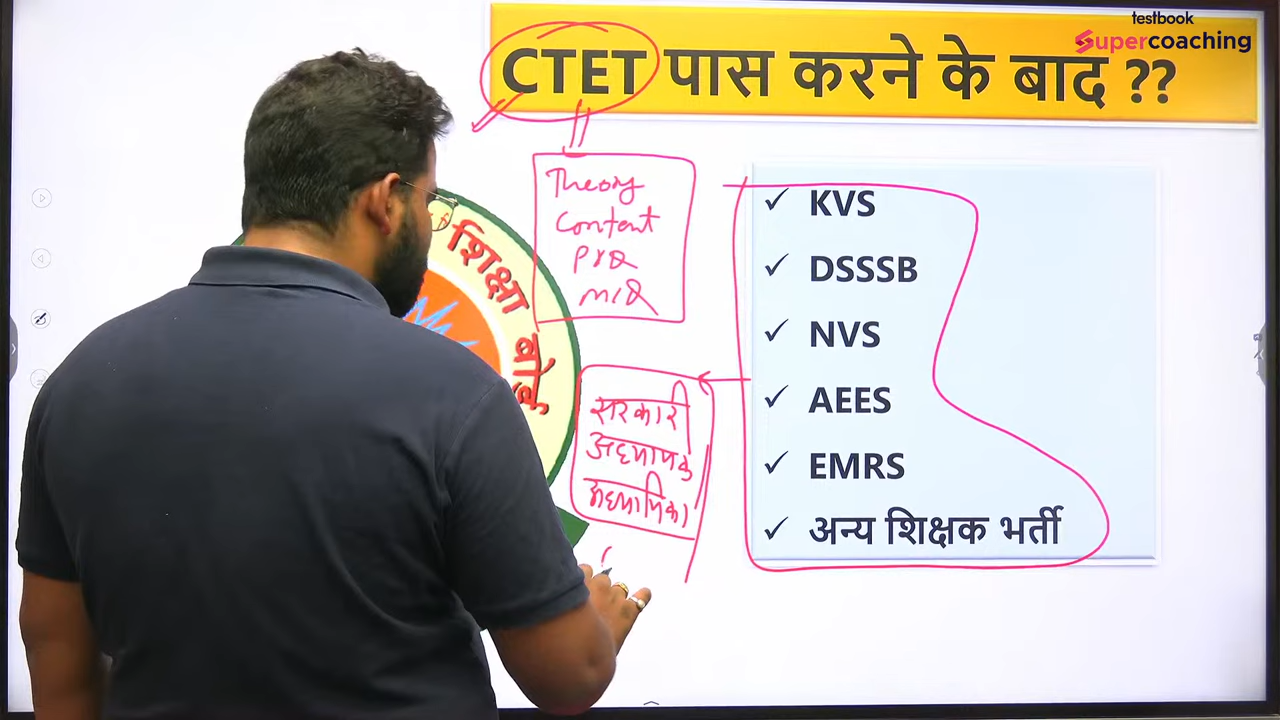 testbook
Supercoaching
CTET पास करने के बाद ??
Theory
Content
PYQ
MCQ
शिक्षा बोर्ड
KVS
DSSSB
NVS
AEES
EMRS
अन्य शिक्षक भर्ती
सरकारी
अध्यापक
अध्यापिका